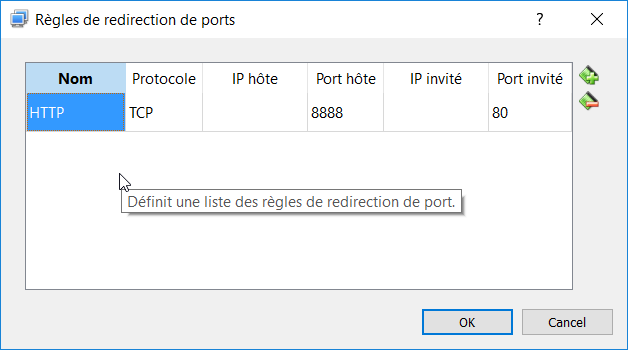 Règles de redirection de ports
?
Nom Protocole IP hôte Port hôte IP invité Port invité
HTTP TCP 8888 80
Définit une liste des règles de redirection de port.
OK Cancel